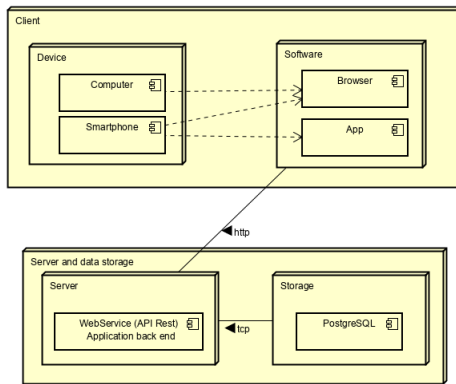 Client
Device
Software
Computer
Browser
Smartphone
App
http
Server and data storage
Server
Storage
WebService (API Rest)
Application back end
PostgreSQL
tcp